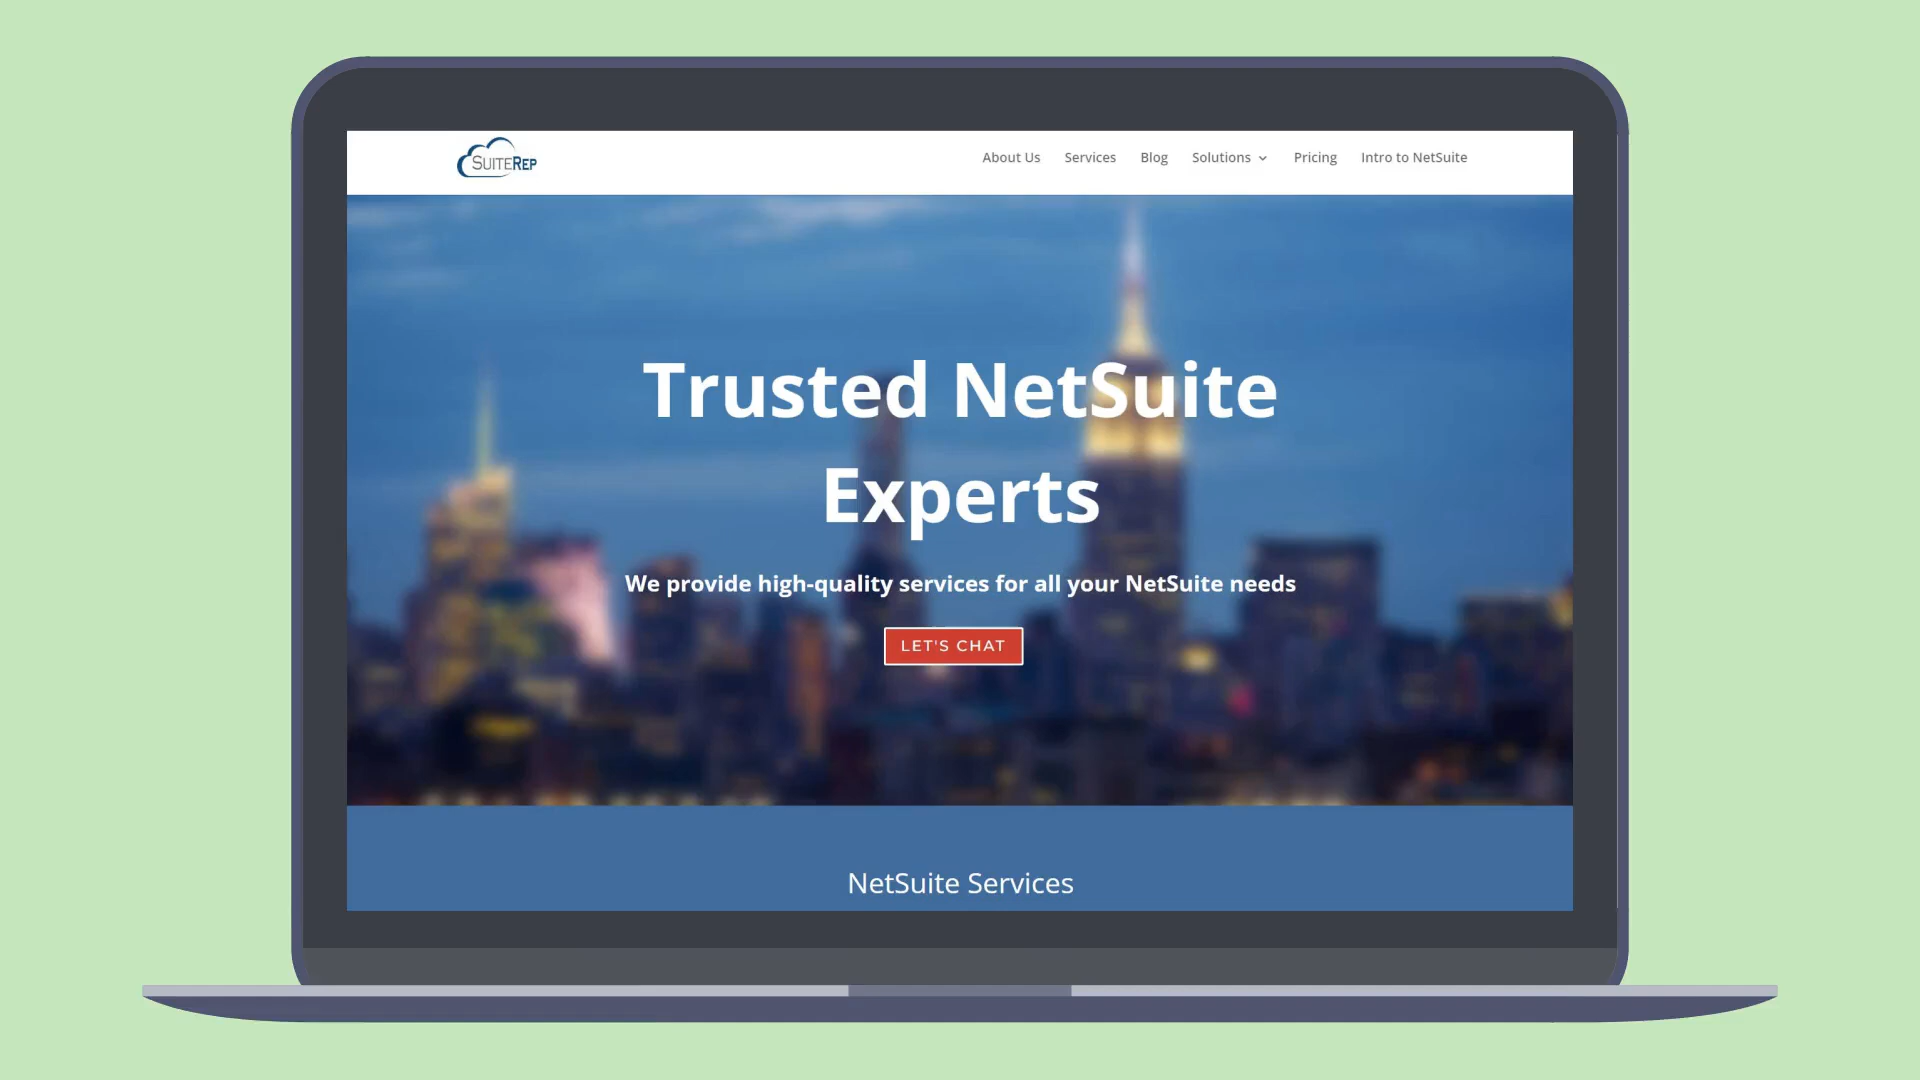 SUITEREP
About Us Services Blog Solutions Pricing Intro to NetSuite
Trusted NetSuite
Experts
We provide high-quality services for all your NetSuite needs
LET'S CHAT
NetSuite Services